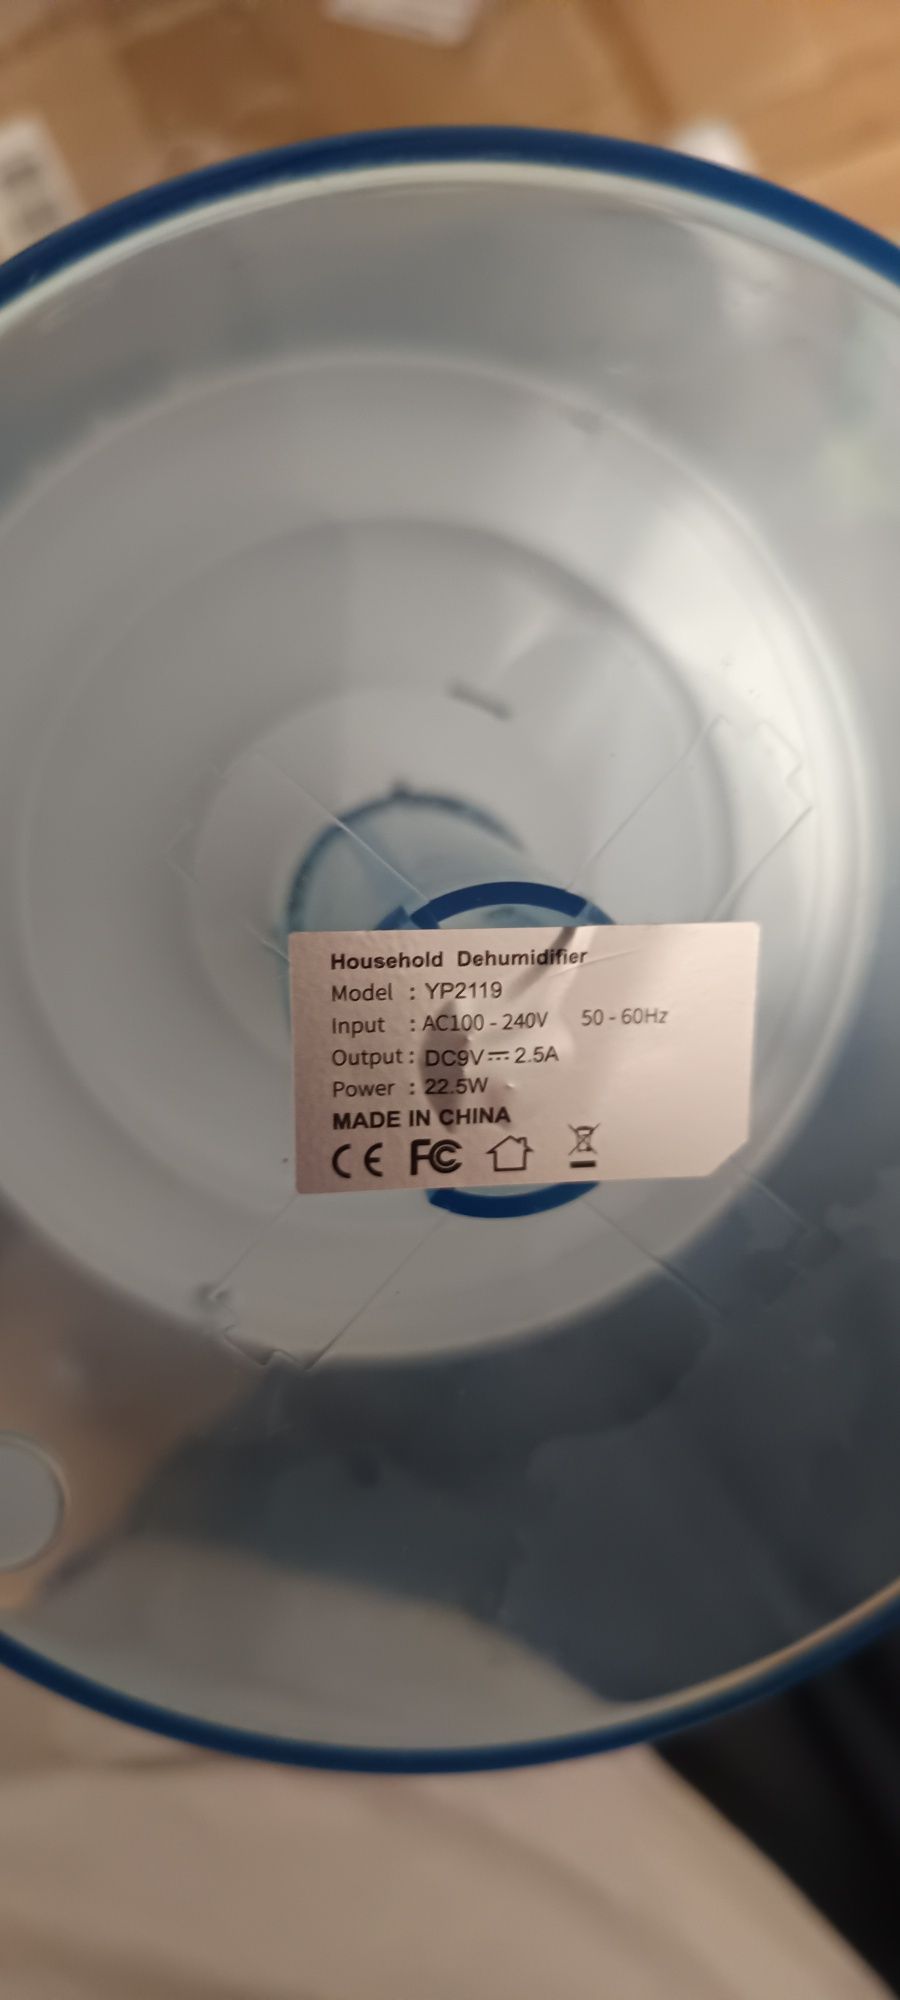 Household Dehumidifier
Model : YP2119
Input : AC100 - 240V 50 - 60Hz
Output : DC9V⎓2.5A
Power : 22.5W
MADE IN CHINA
CE FC